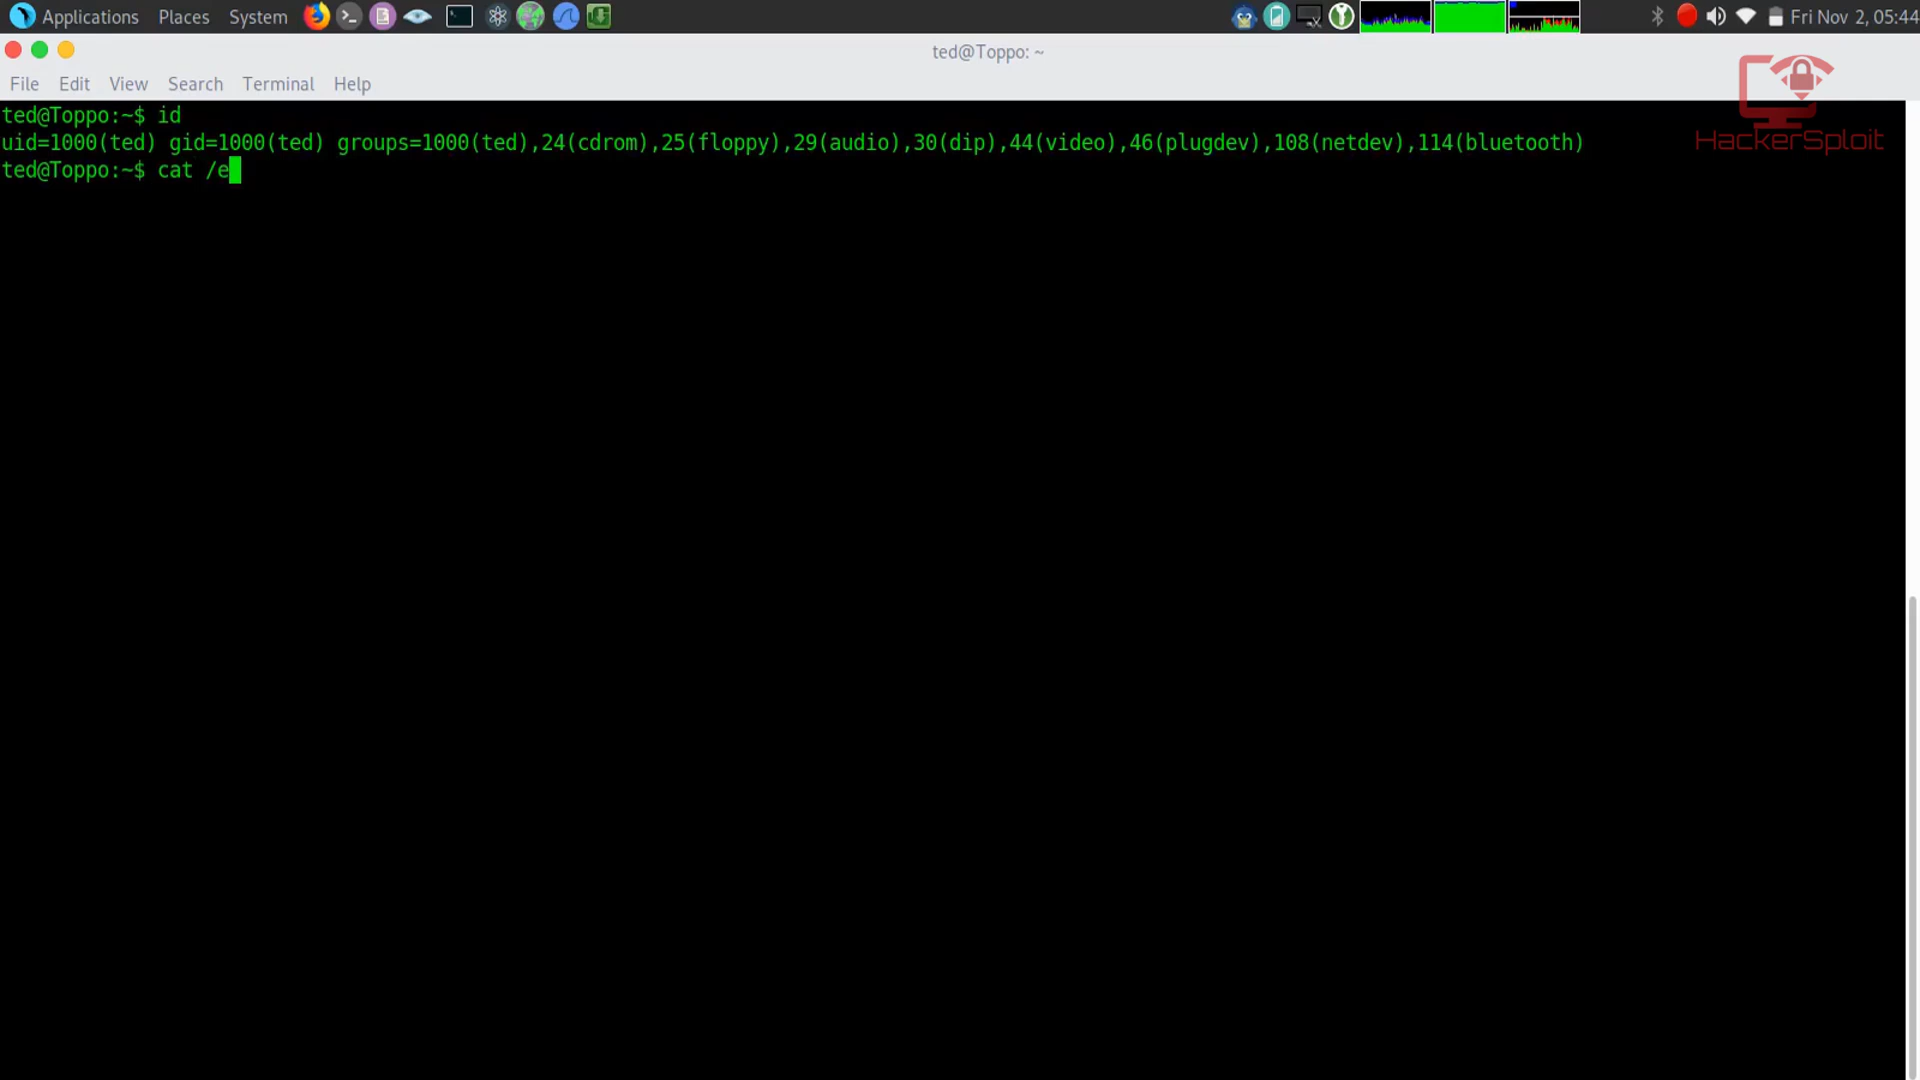 Applications Places System
Fri Nov 2, 05:44
ted@Toppo: ~
File Edit View Search Terminal Help
HackerSploit
ted@Toppo:~$ id
uid=1000(ted) gid=1000(ted) groups=1000(ted),24(cdrom),25(floppy),29(audio),30(dip),44(video),46(plugdev),108(netdev),114(bluetooth)
ted@Toppo:~$ cat /e